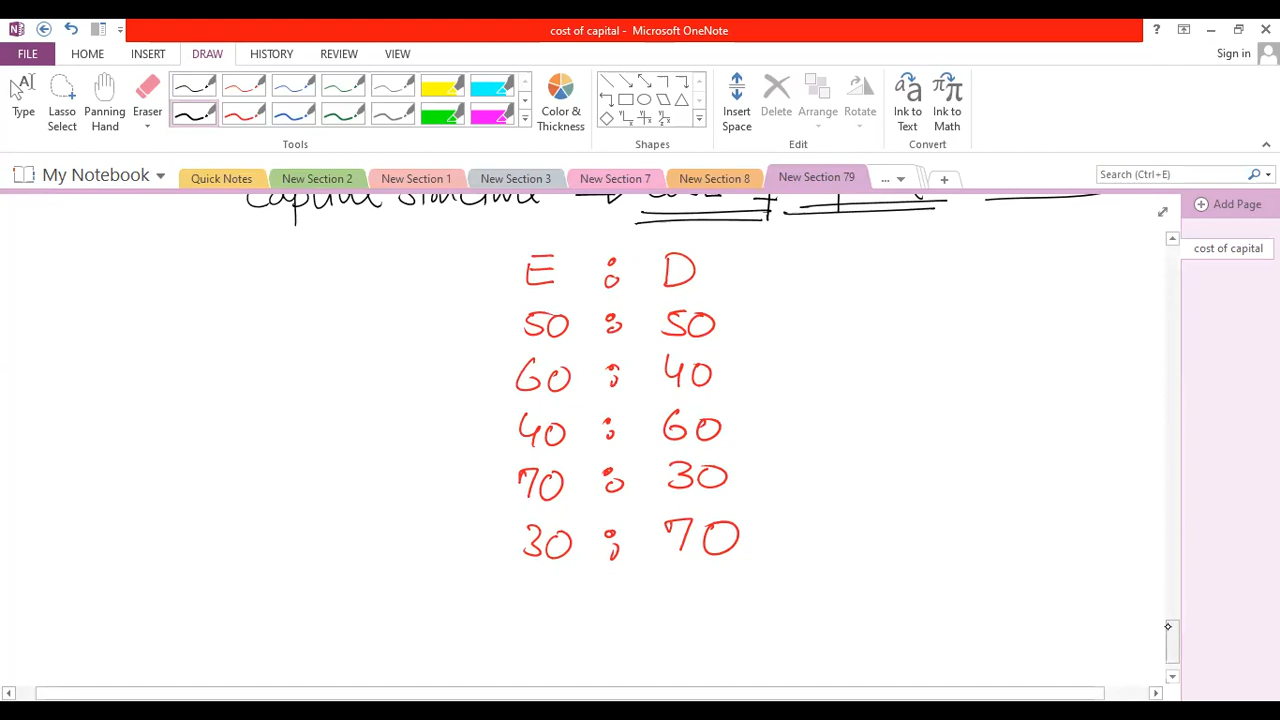 cost of capital - Microsoft OneNote
?
FILE HOME INSERT DRAW HISTORY REVIEW VIEW
Sign in
Type
Lasso Select
Panning Hand
Eraser
Color & Thickness
Insert Space
Delete
Arrange
Rotate
Ink to Text
Ink to Math
Tools
Shapes
Edit
Convert
My Notebook
Quick Notes New Section 2 New Section 1 New Section 3 New Section 7 New Section 8 New Section 79 ...
Search (Ctrl+E)
Add Page
cost of capital
capital structure
E : D
50 : 50
60 : 40
40 : 60
70 : 30
30 : 70